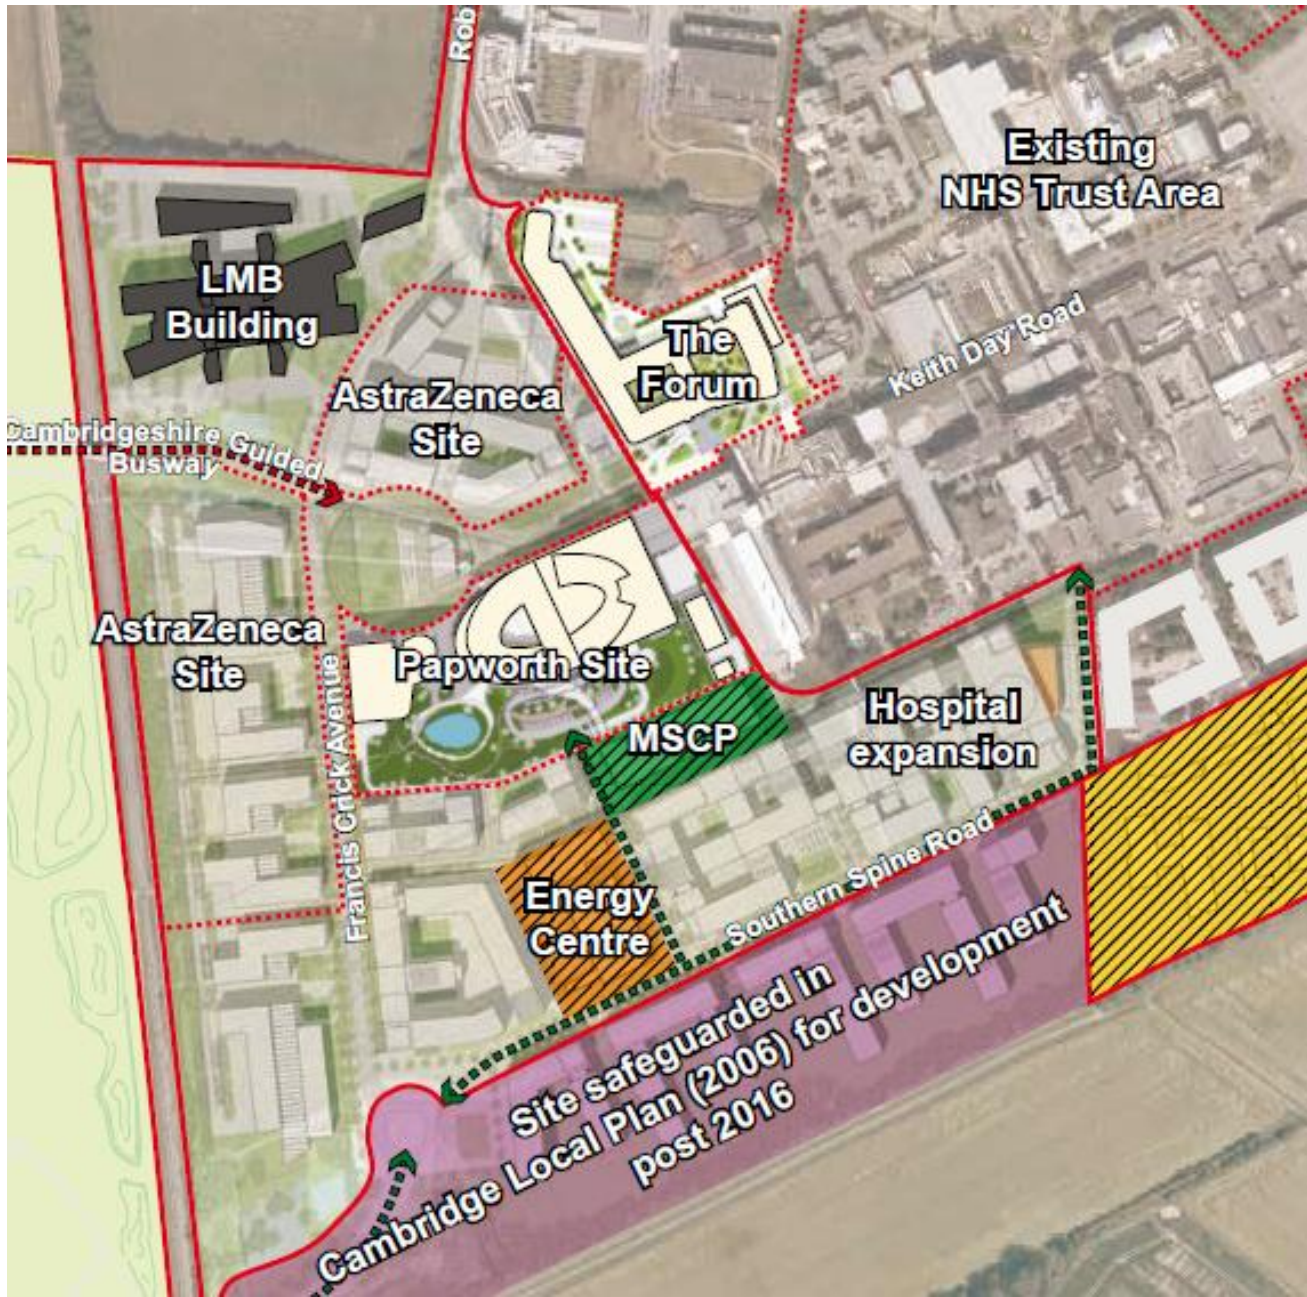 Rob
Existing
NHS Trust Area
LMB
Building
The
Forum
Keith Day Road
AstraZeneca
Site
Cambridgeshire Guided
Busway
AstraZeneca
Site
Papworth Site
Francis Crick Avenue
MSCP
Hospital
expansion
Energy
Centre
Southern Spine Road
Site safeguarded in
Cambridge Local Plan (2006) for development
post 2016